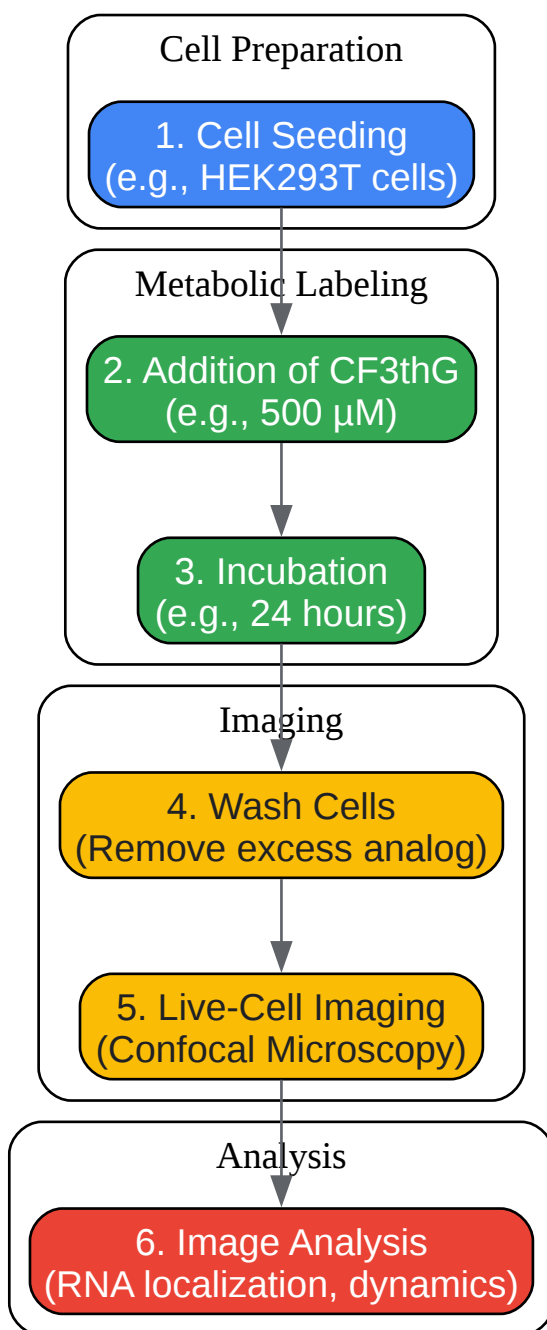 Cell Preparation
1. Cell Seeding
(e.g., HEK293T cells)
Metabolic Labeling
2. Addition of CF3thG
(e.g., 500 µM)
3. Incubation
(e.g., 24 hours)
Imaging
4. Wash Cells
(Remove excess analog)
5. Live-Cell Imaging
(Confocal Microscopy)
Analysis
6. Image Analysis
(RNA localization, dynamics)